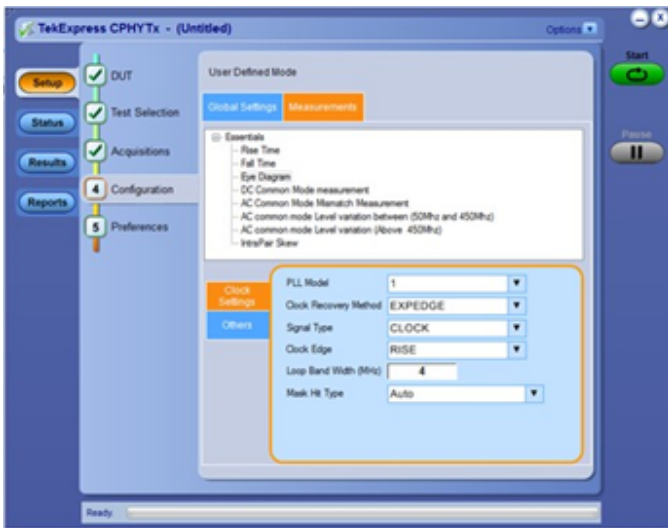 TekExpress CPHYTx - (Untitled)
Options
Start
Setup
Status
Results
Reports
DUT
Test Selection
Acquisitions
4 Configuration
5 Preferences
User Defined Mode
Global Settings Measurements
Essentials
Rise Time
Fall Time
Eye Diagram
DC Common Mode measurement
AC Common Mode Mismatch Measurement
AC common mode Level variation between (50Mhz and 450Mhz)
AC common mode Level variation (Above 450Mhz)
IntraPair Skew
Pause
Clock
Settings
Others
PLL Model 1
Clock Recovery Method EXPEDGE
Signal Type CLOCK
Clock Edge RISE
Loop Band Width (MHz) 4
Mask Hit Type Auto
Ready.